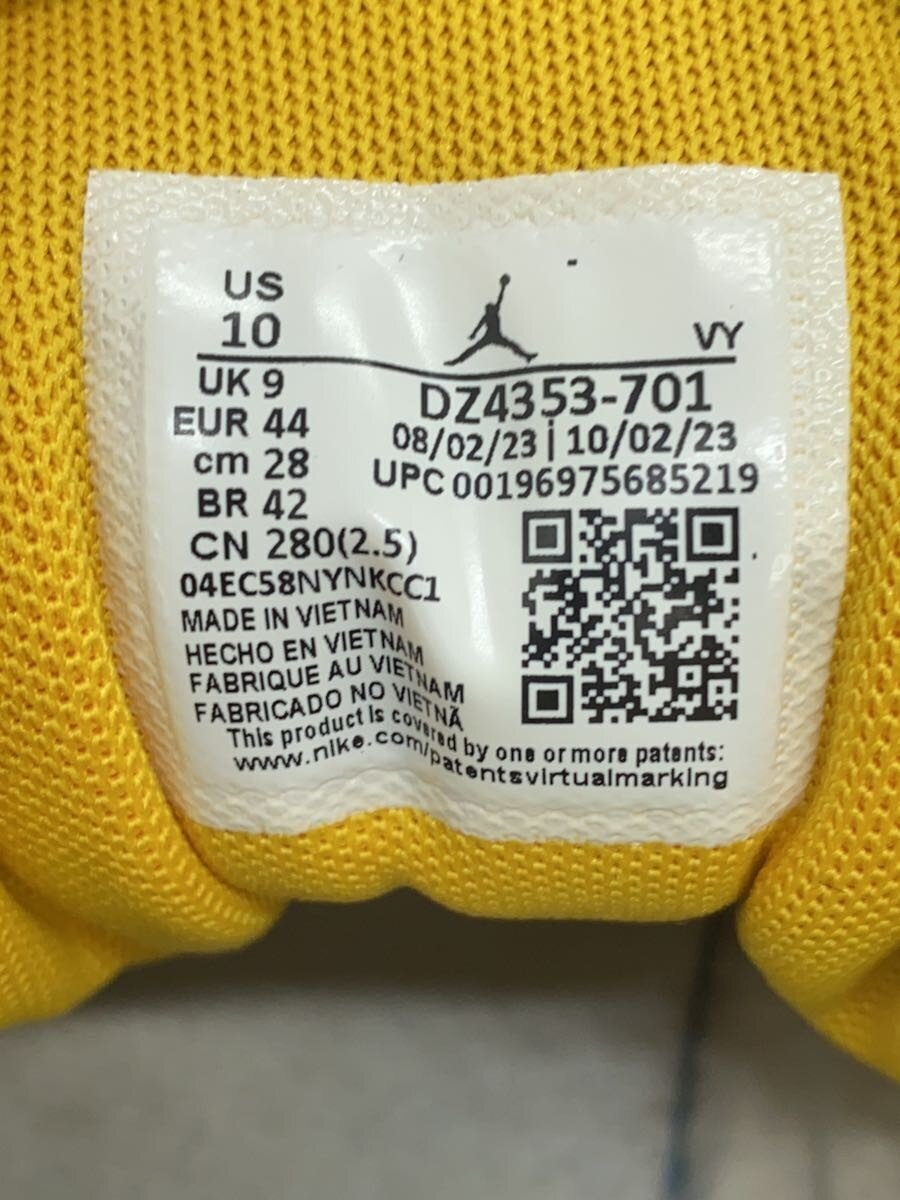 US
10
VY
UK 9
EUR 44
cm 28
BR 42
CN 280(2.5)
DZ4353-701
08/02/23 | 10/02/23
UPC 00196975685219
04EC58NYNKCC1
MADE IN VIETNAM
HECHO EN VIETNAM
FABRIQUE AU VIETNAM
FABRICADO NO VIETNÃ
This product is covered by one or more patents:
www.nike.com/patentsvirtualmarking